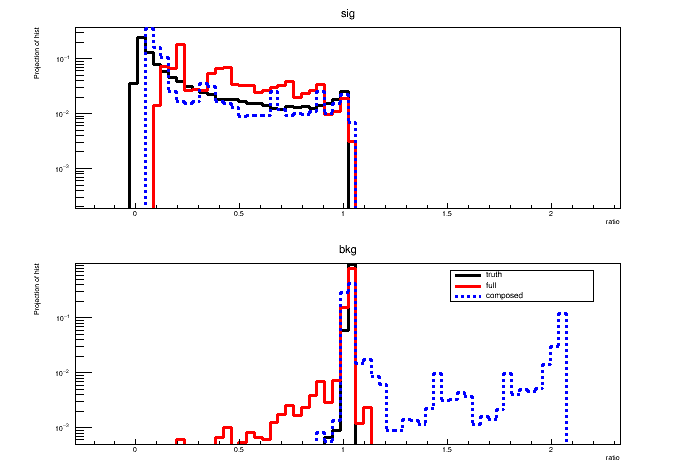 sig
Projection of hist
10⁻¹
10⁻²
10⁻³
0 0.5 1 1.5 2
ratio
bkg
Projection of hist
truth
full
composed
10⁻¹
10⁻²
10⁻³
0 0.5 1 1.5 2
ratio